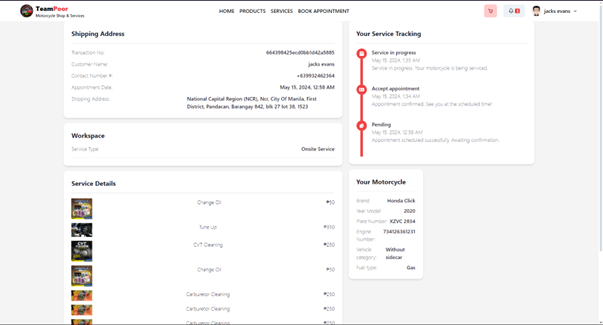 TeamPoor
Motorcycle Shop & Services
HOME PRODUCTS SERVICES BOOK APPOINTMENT
jacks evans
Shipping Address
Transaction No:
Customer Name: jacks evans
Contact Number #: +639932462364
Appointment Date: May 15, 2024, 12:58 AM
Shipping Address: National Capital Region (NCR), Ncr, City Of Manila, First
District, Pandacan, Barangay 842, blk 27 lot 38, 1523
Workspace
Service Type Onsite Service
Service Details
Change Oil ₱50
Tune Up
CVT Cleaning ₱250
Change Oil ₱50
Carburetor Cleaning ₱250
Carburetor Cleaning ₱250
Carburetor Cleaning ₱250
Your Service Tracking
Service in progress
May 15, 2024, 1:35 AM
Service in progress. Your motorcycle is being serviced.
Accept appointment
May 15, 2024, 1:34 AM
Appointment confirmed. See you at the scheduled time!
Pending
May 15, 2024, 12:58 AM
Appointment scheduled successfully. Awaiting confirmation.
Your Motorcycle
Brand Honda Click
Year Model 2020
Plate Number XZVC 2854
Engine 734126361231
Number:
Vehicle Without
category: sidecar
Fuel type: Gas